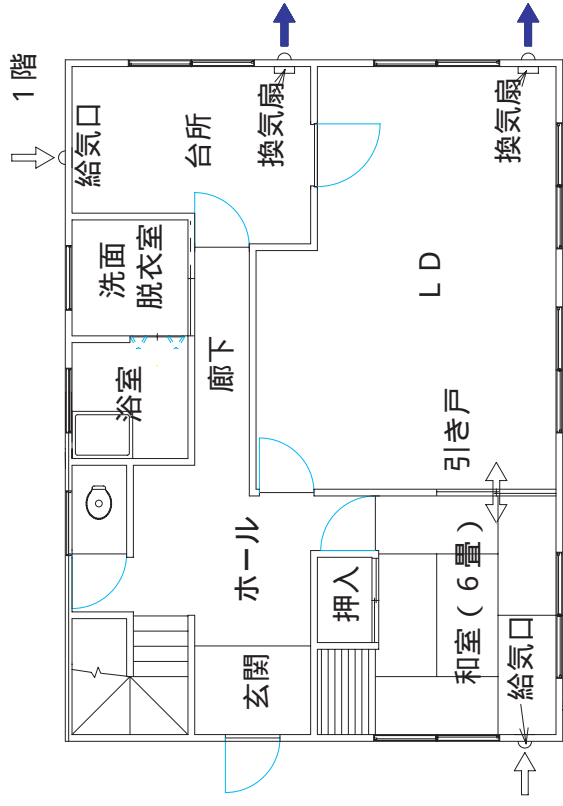 １階
給気口
台所
換気扇
換気扇
洗面
脱衣室
浴室
廊下
ＬＤ
引き戸
ホール
押入
和室（６畳）
玄関
給気口